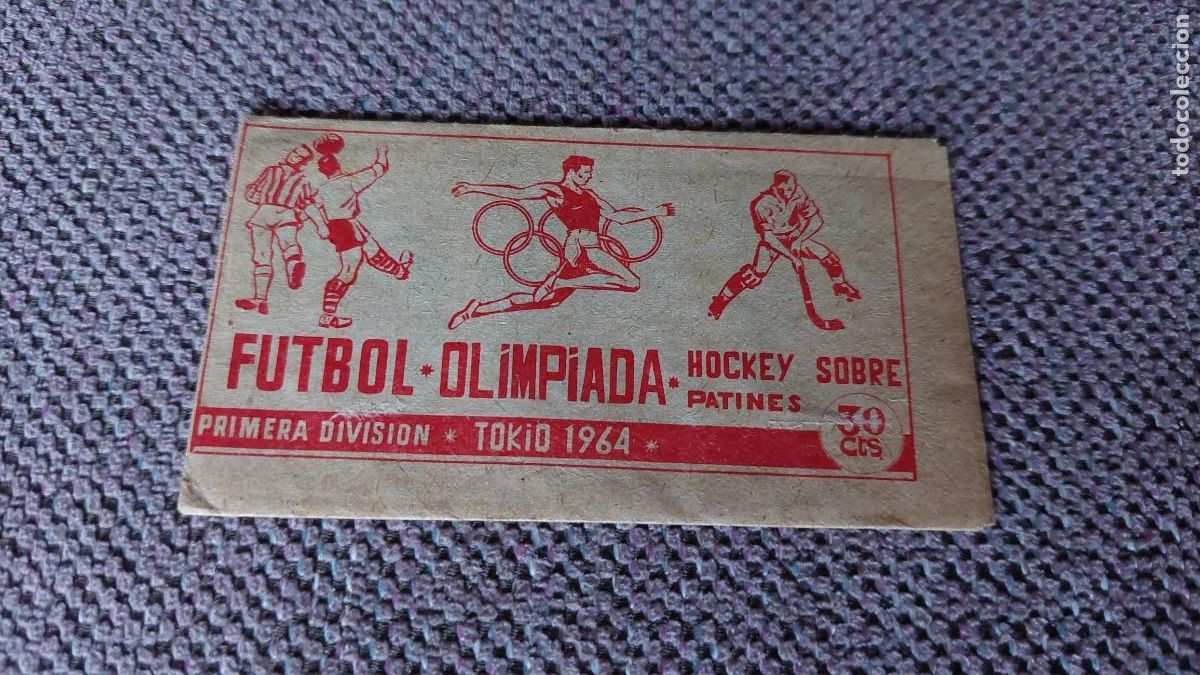 FUTBOL * OLiMPiADA * HOCKEY SOBRE
PATINES
PRIMERA DIVISION * TOKiO 1964 *
30
cts
todocoleccion